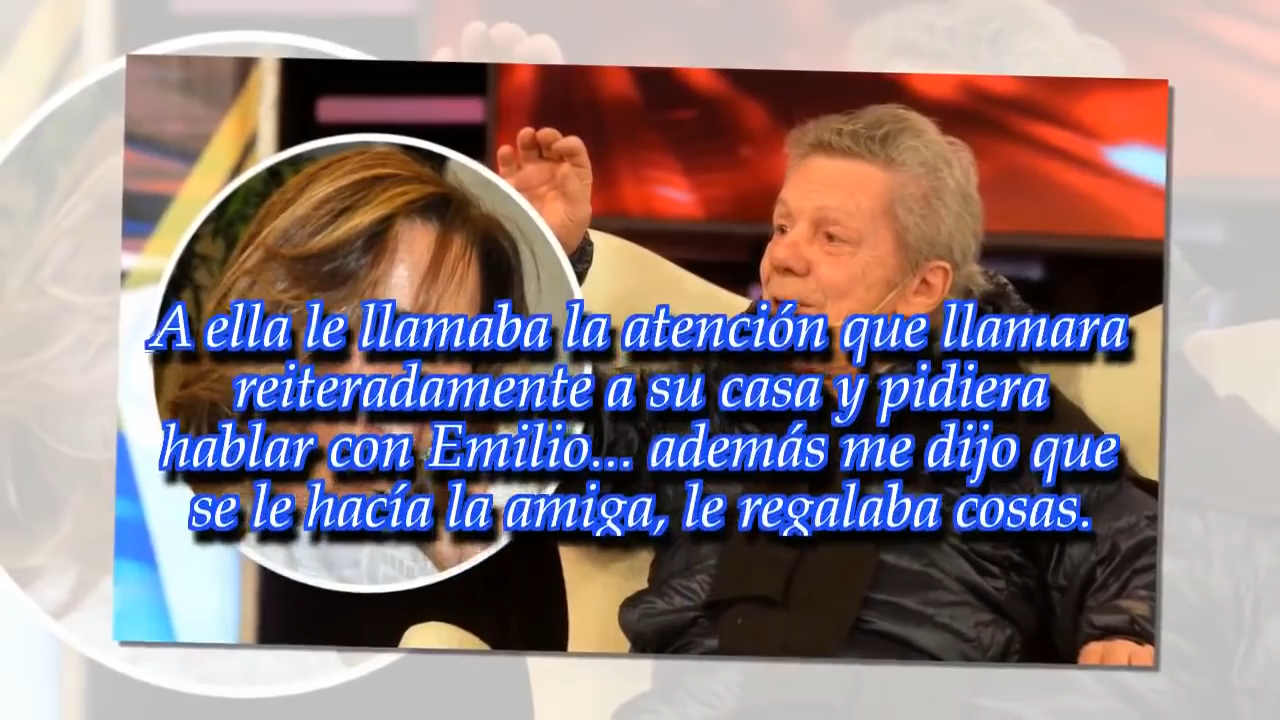 A ella le llamaba la atención que llamara
reiteradamente a su casa y pidiera
hablar con Emilio... además me dijo que
se le hacía la amiga, le regalaba cosas.